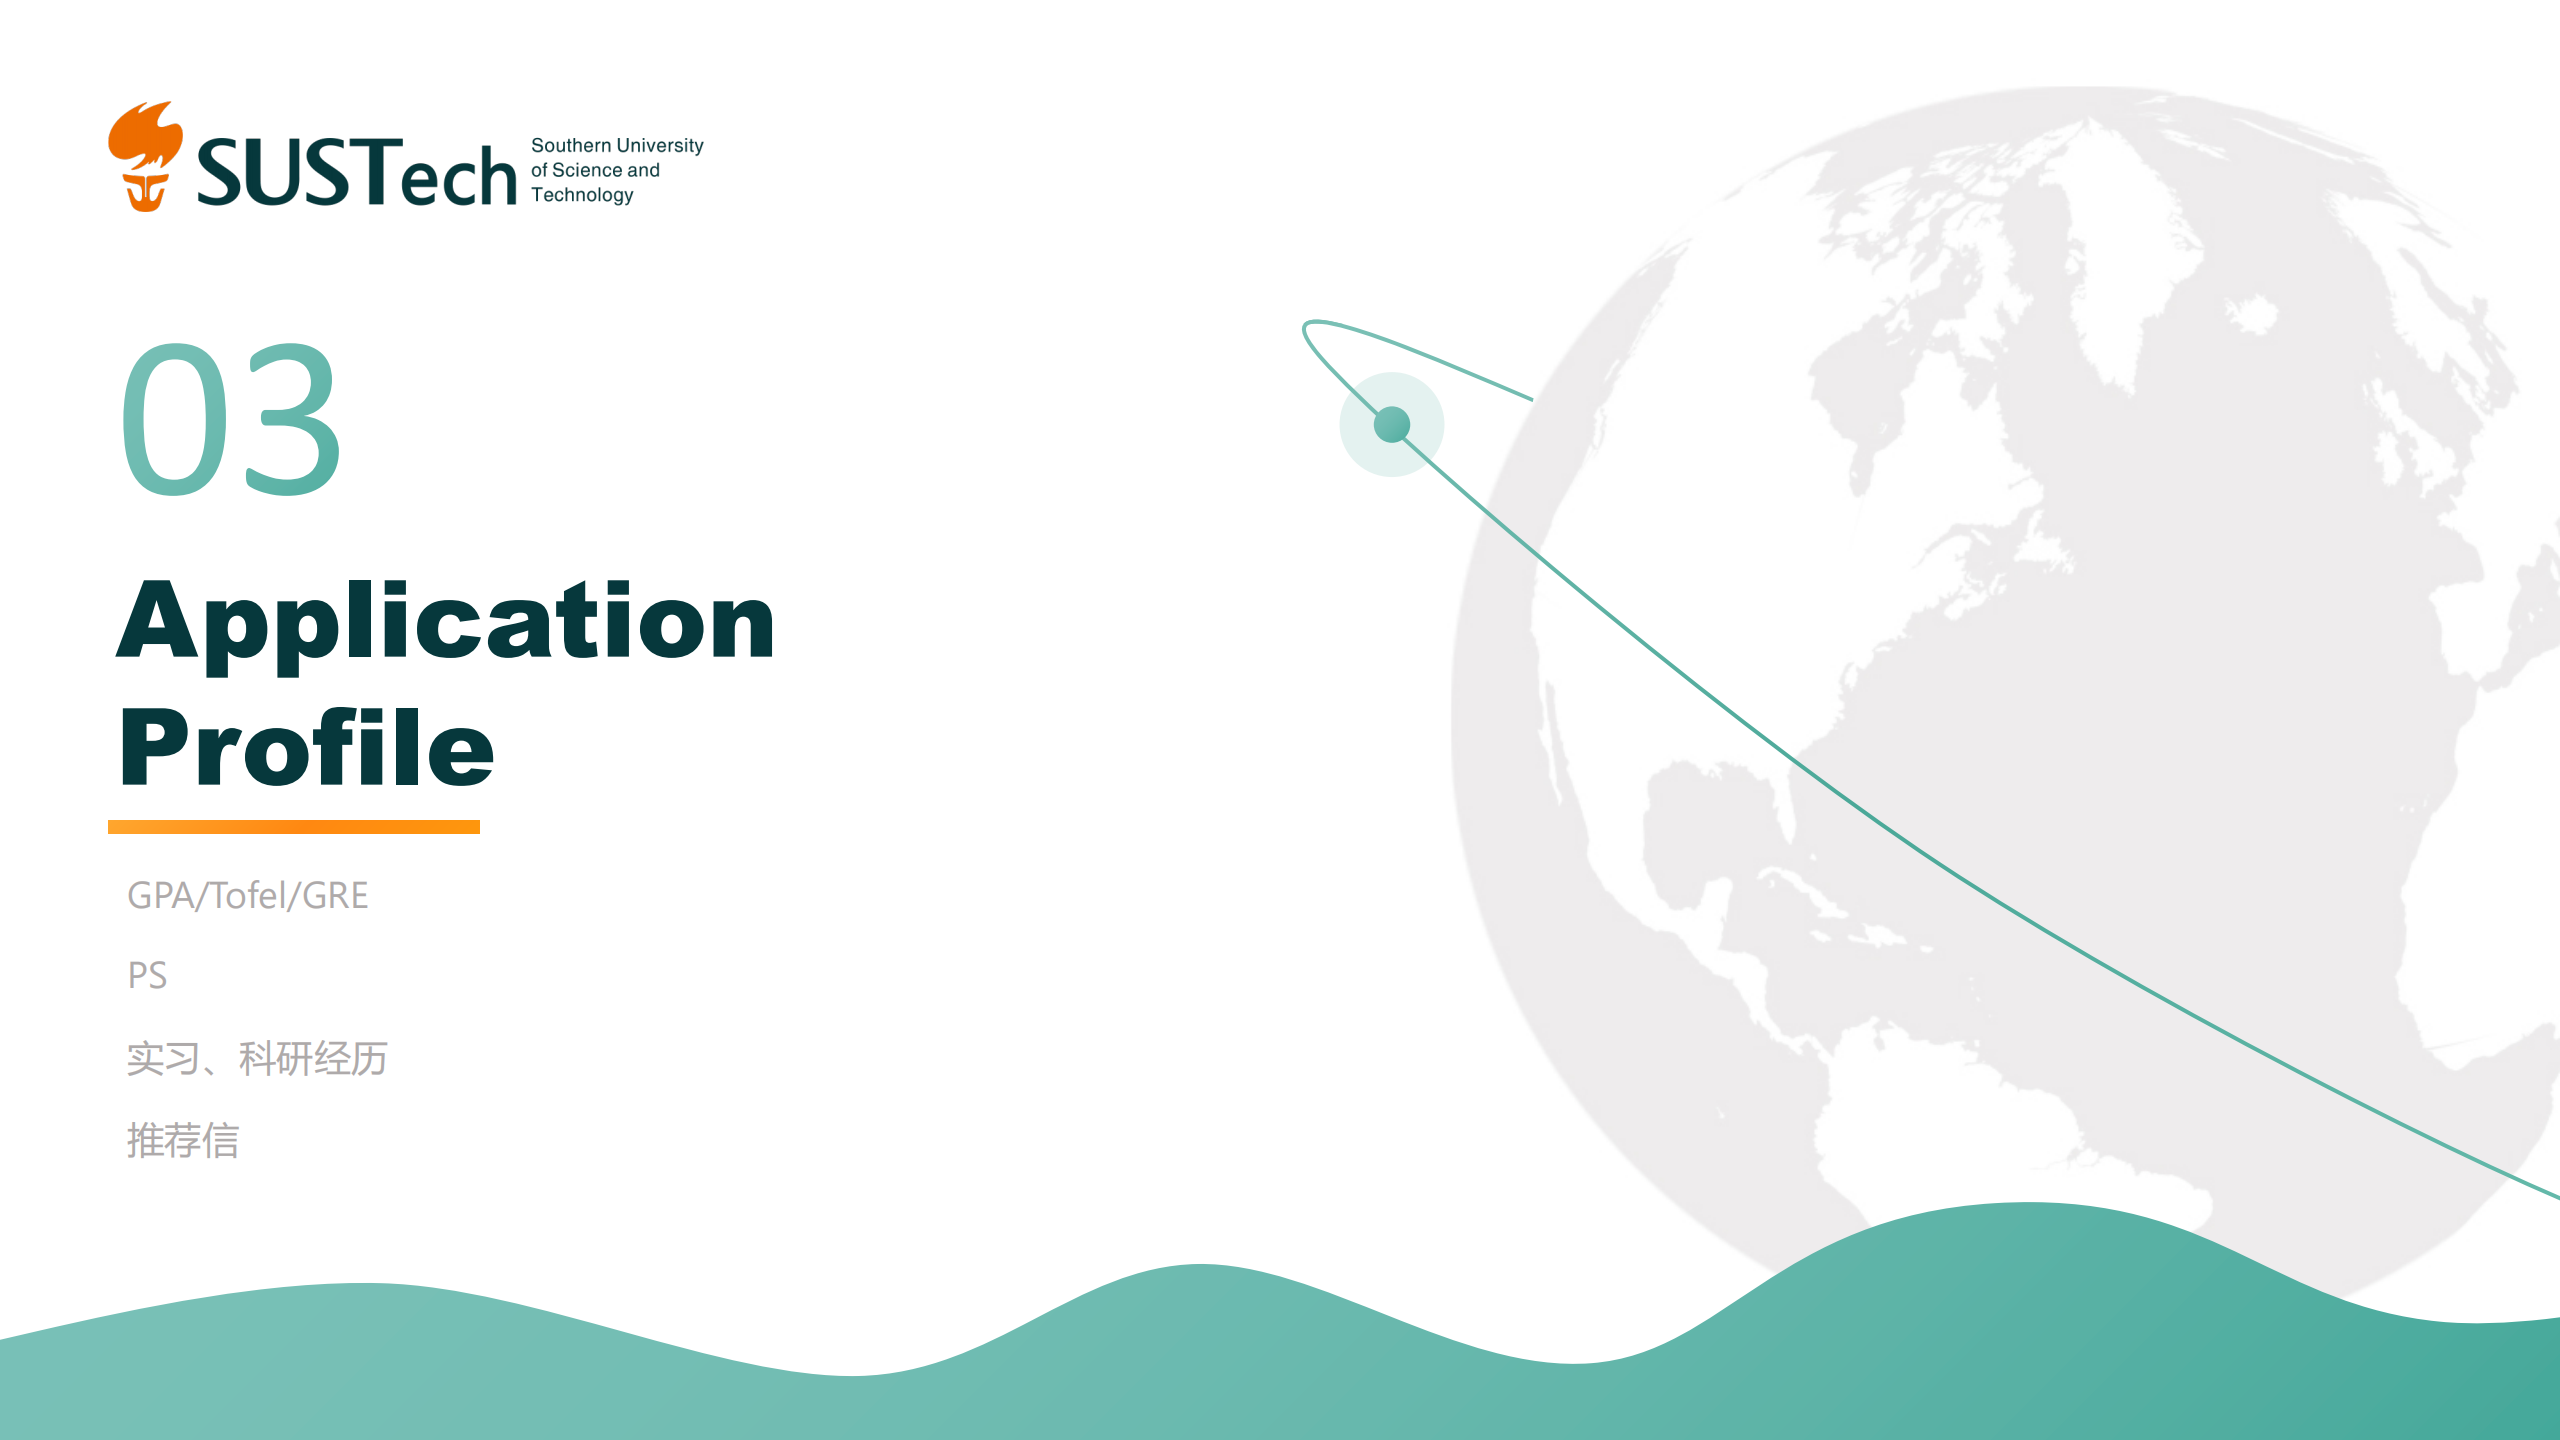 SUSTech
Southern University
of Science and
Technology
03
Application
Profile
GPA/Tofel/GRE
PS
实习、科研经历
推荐信